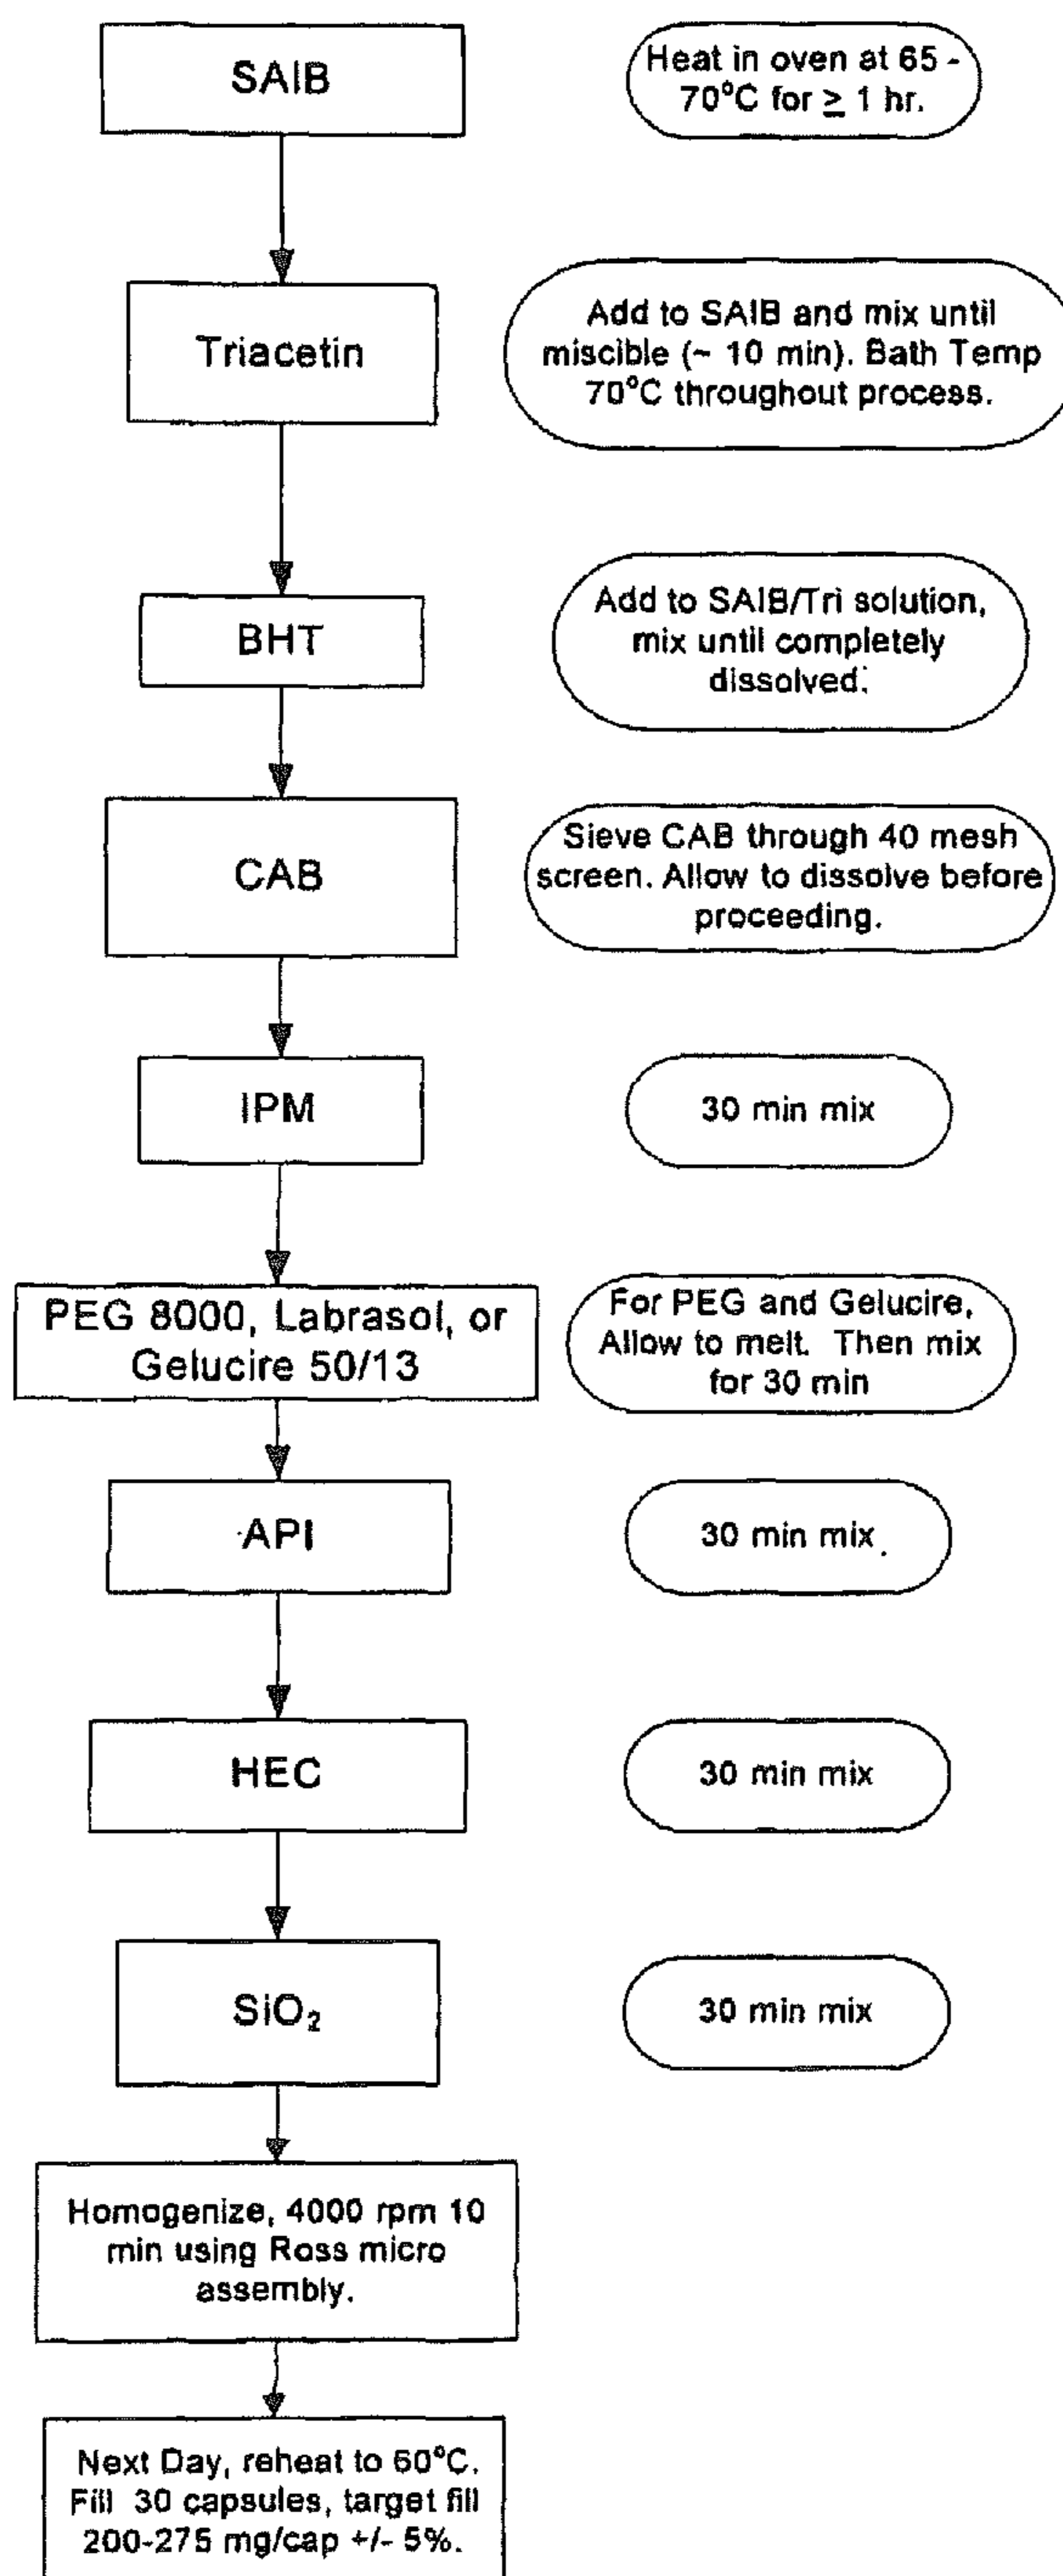 SAIB
Heat in oven at 65 -
70°C for ≥ 1 hr.
Triacetin
Add to SAIB and mix until
miscible (~ 10 min). Bath Temp
70°C throughout process.
BHT
Add to SAIB/Tri solution,
mix until completely
dissolved.
CAB
Sieve CAB through 40 mesh
screen. Allow to dissolve before
proceeding.
IPM
30 min mix
PEG 8000, Labrasol, or
Gelucire 50/13
For PEG and Gelucire,
Allow to melt. Then mix
for 30 min
API
30 min mix
HEC
30 min mix
SiO₂
30 min mix
Homogenize, 4000 rpm 10
min using Ross micro
assembly.
Next Day, reheat to 60°C.
Fill 30 capsules, target fill
200-275 mg/cap +/- 5%.